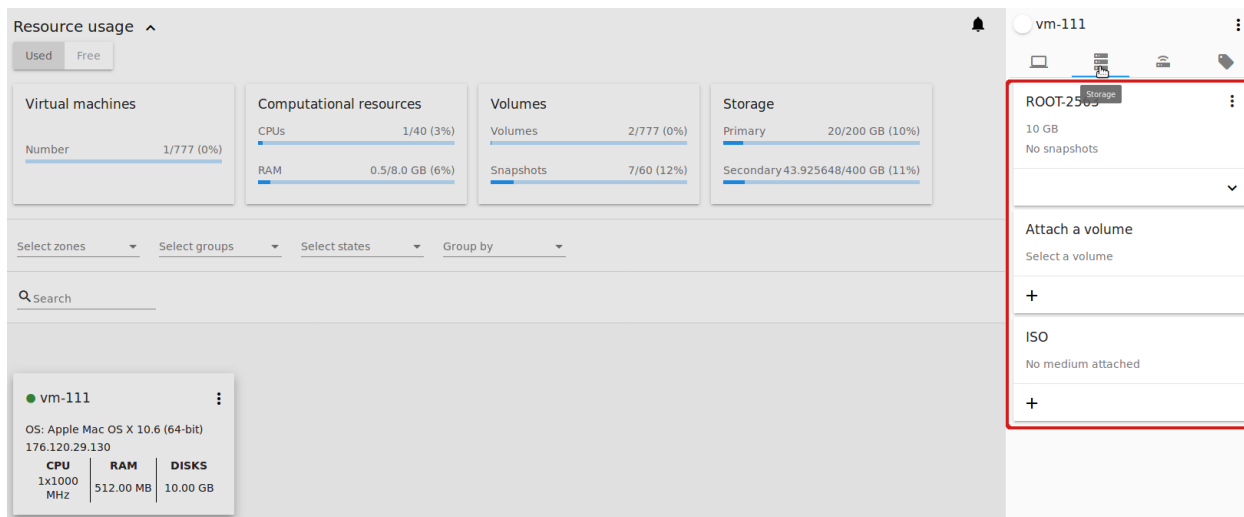 Resource usage
Used Free
Virtual machines
Number 1/777 (0%)
Computational resources
CPUs 1/40 (3%)
RAM 0.5/8.0 GB (6%)
Volumes
Volumes 2/777 (0%)
Snapshots 7/60 (12%)
Storage
Primary 20/200 GB (10%)
Secondary 43.925648/400 GB (11%)
Select zones Select groups Select states Group by
Search
vm-111
OS: Apple Mac OS X 10.6 (64-bit)
176.120.29.130
CPU RAM DISKS
1x1000 MHz 512.00 MB 10.00 GB
vm-111
Storage
ROOT-2563
10 GB
No snapshots
Attach a volume
Select a volume
+
ISO
No medium attached
+